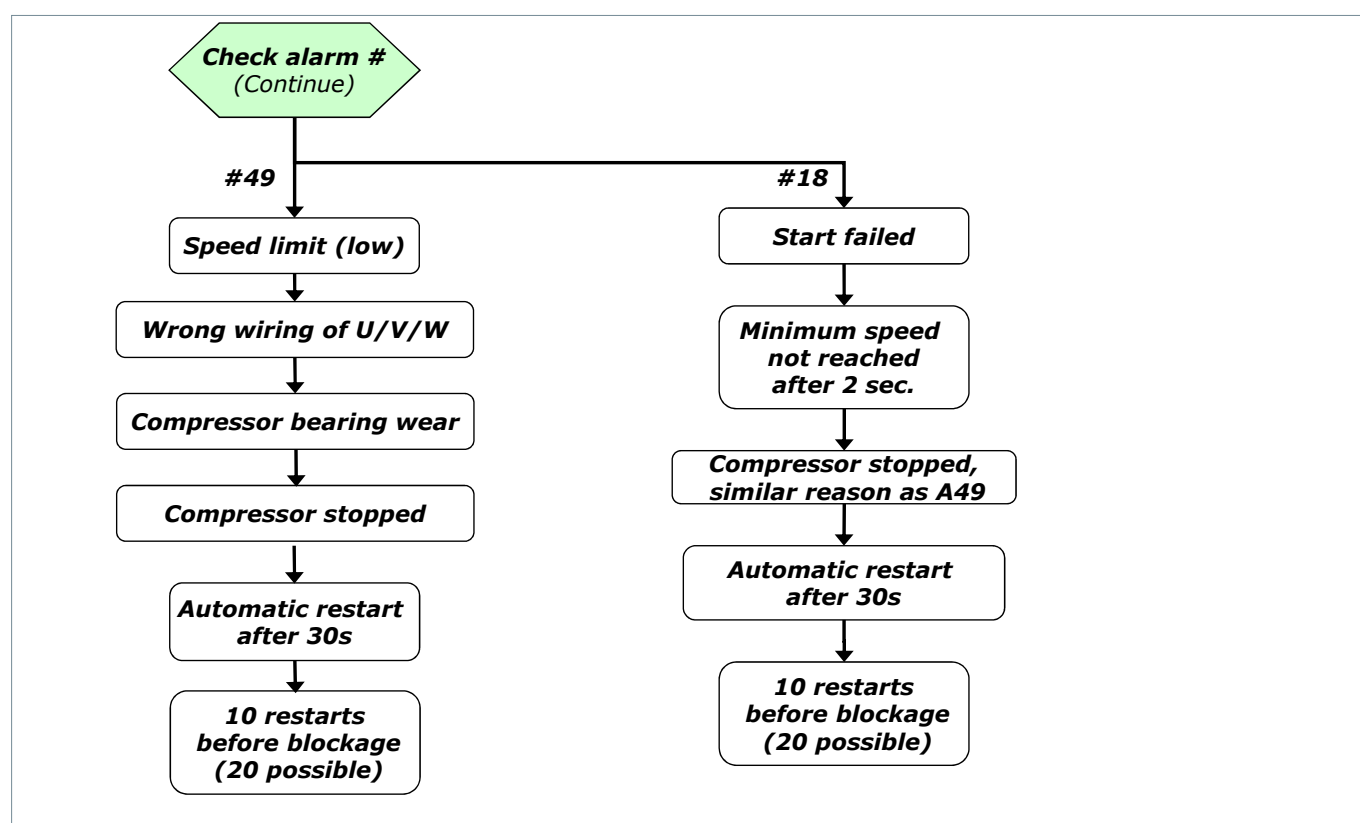 Check alarm #
(Continue)
#49
Speed limit (low)
Wrong wiring of U/V/W
Compressor bearing wear
Compressor stopped
Automatic restart
after 30s
10 restarts
before blockage
(20 possible)
#18
Start failed
Minimum speed
not reached
after 2 sec.
Compressor stopped,
similar reason as A49
Automatic restart
after 30s
10 restarts
before blockage
(20 possible)